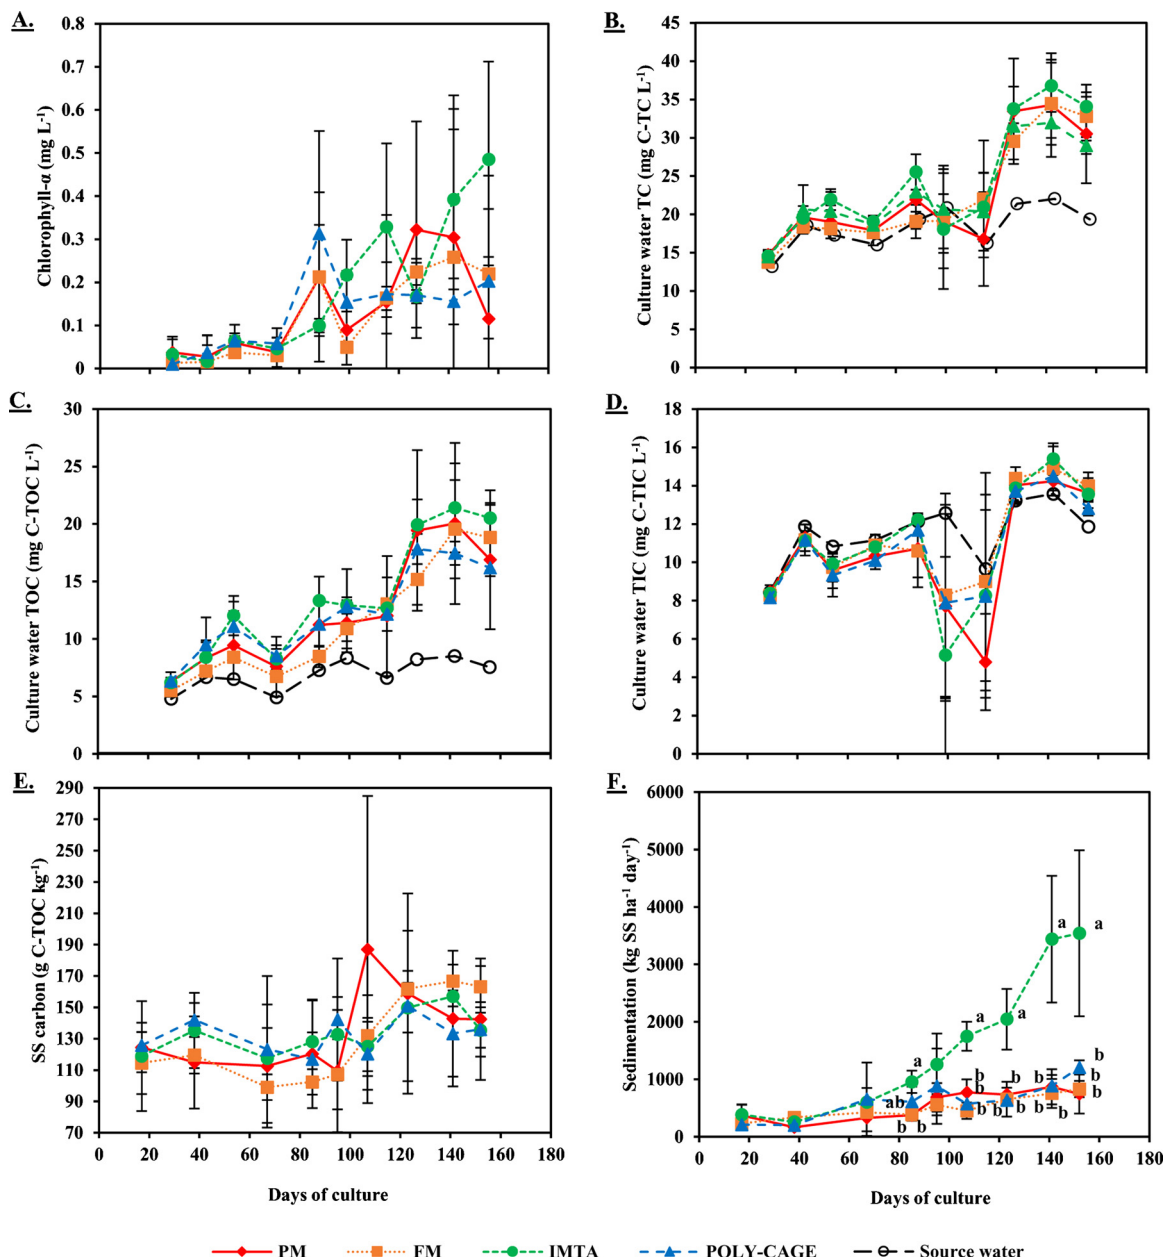 A.
Chlorophyll-α (mg L-1)
0.8
0.7
0.6
0.5
0.4
0.3
0.2
0.1
0
B.
Culture water TC (mg C-TC L-1)
45
40
35
30
25
20
15
10
5
0
C.
Culture water TOC (mg C-TOC L-1)
30
25
20
15
10
5
0
D.
Culture water TIC (mg C-TIC L-1)
18
16
14
12
10
8
6
4
2
0
E.
SS carbon (g C-TOC kg-1)
290
270
250
230
210
190
170
150
130
110
90
70
0 20 40 60 80 100 120 140 160 180
Days of culture
F.
Sedimentation (kg SS ha-1 day-1)
6000
5000
4000
3000
2000
1000
0
a a a a a
ab b b b b b b b b b b b b b b
0 20 40 60 80 100 120 140 160 180
Days of culture
PM FM IMTA POLY-CAGE Source water